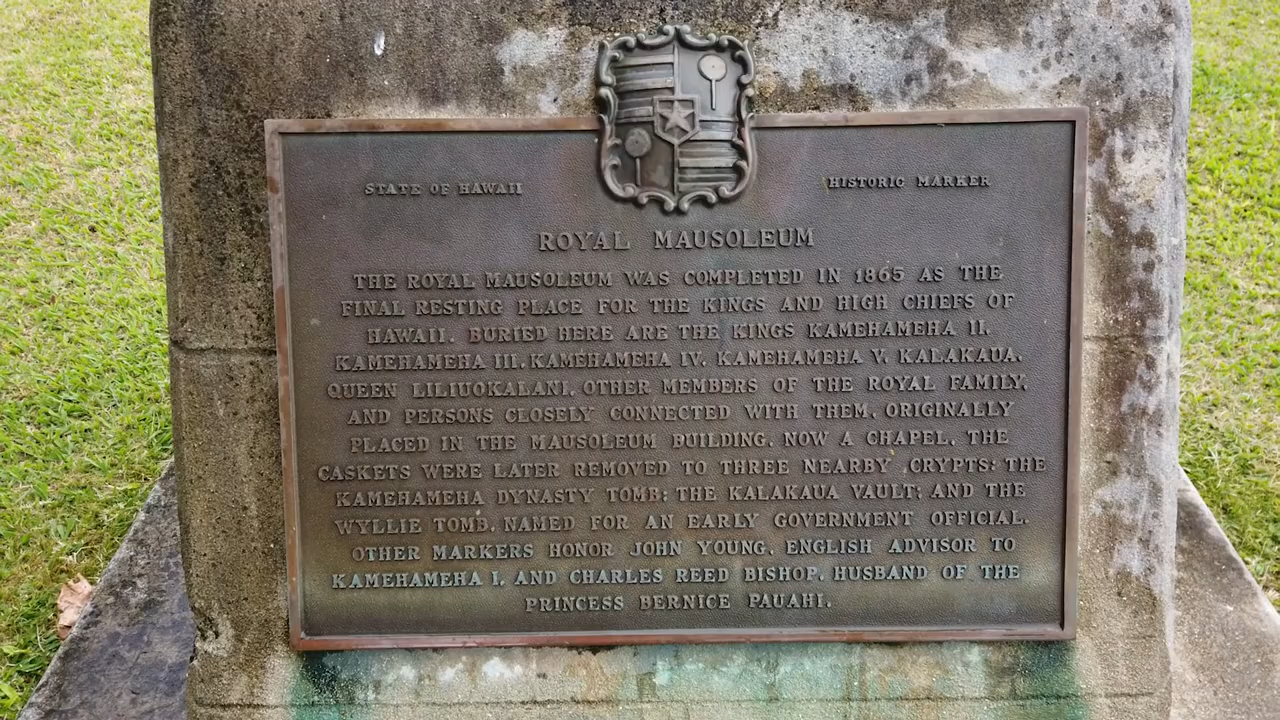 STATE OF HAWAII
HISTORIC MARKER
ROYAL MAUSOLEUM
THE ROYAL MAUSOLEUM WAS COMPLETED IN 1865 AS THE
FINAL RESTING PLACE FOR THE KINGS AND HIGH CHIEFS OF
HAWAII. BURIED HERE ARE THE KINGS KAMEHAMEHA II,
KAMEHAMEHA III, KAMEHAMEHA IV, KAMEHAMEHA V, KALAKAUA,
QUEEN LILIUOKALANI, OTHER MEMBERS OF THE ROYAL FAMILY,
AND PERSONS CLOSELY CONNECTED WITH THEM. ORIGINALLY
PLACED IN THE MAUSOLEUM BUILDING, NOW A CHAPEL, THE
CASKETS WERE LATER REMOVED TO THREE NEARBY CRYPTS: THE
KAMEHAMEHA DYNASTY TOMB; THE KALAKAUA VAULT; AND THE
WYLLIE TOMB, NAMED FOR AN EARLY GOVERNMENT OFFICIAL.
OTHER MARKERS HONOR JOHN YOUNG, ENGLISH ADVISOR TO
KAMEHAMEHA I, AND CHARLES REED BISHOP, HUSBAND OF THE
PRINCESS BERNICE PAUAHI.